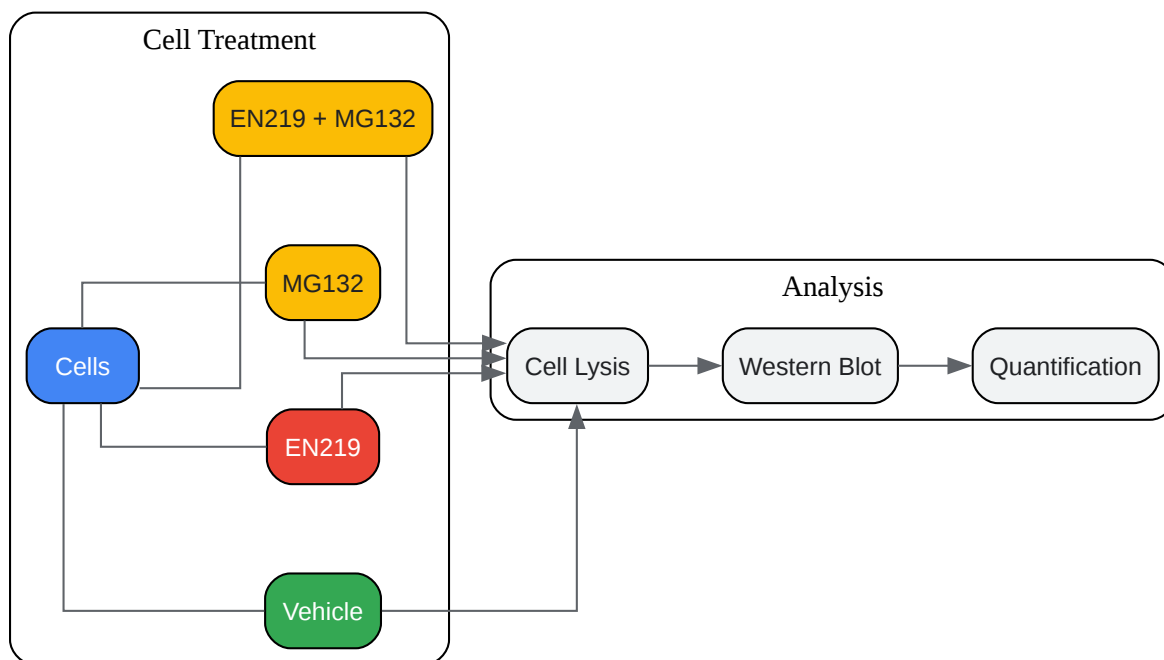 Cell Treatment
EN219 + MG132
MG132
Analysis
Cells
Cell Lysis
Western Blot
Quantification
EN219
Vehicle